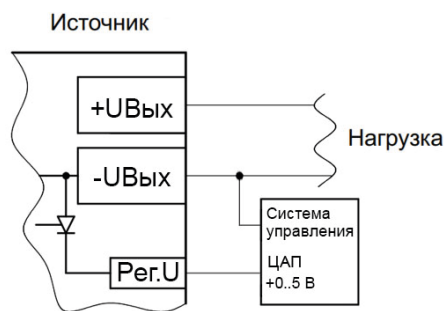 Источник
+UВых
Нагрузка
-UВых
Система
управления
ЦАП
+0..5 В
Рег.U